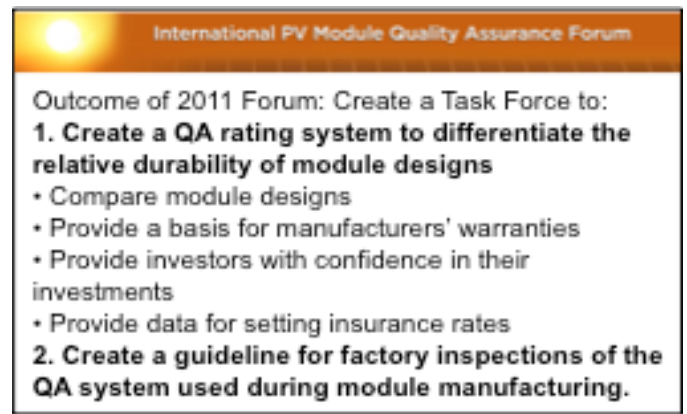 International PV Module Quality Assurance Forum
Outcome of 2011 Forum: Create a Task Force to:
1. Create a QA rating system to differentiate the
relative durability of module designs
• Compare module designs
• Provide a basis for manufacturers' warranties
• Provide investors with confidence in their
investments
• Provide data for setting insurance rates
2. Create a guideline for factory inspections of the
QA system used during module manufacturing.